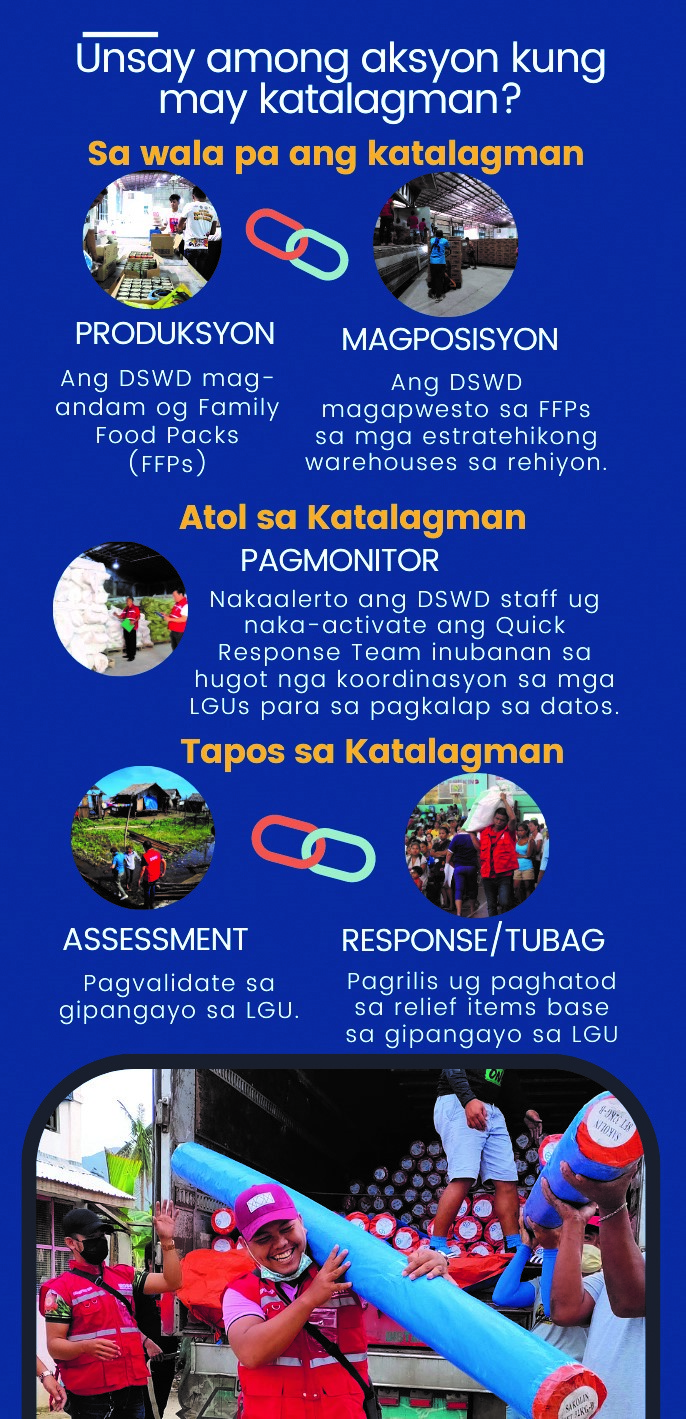 Unsay among aksyon kung
may katalagman?
Sa wala pa ang katalagman
PRODUKSYON
Ang DSWD mag-
andam og Family
Food Packs
(FFPs)
MAGPOSISYON
Ang DSWD
magapwesto sa FFPs
sa mga estratehikong
warehouses sa rehiyon.
Atol sa Katalagman
PAGMONITOR
Nakaalerto ang DSWD staff ug
naka-activate ang Quick
Response Team inubanan sa
hugot nga koordinasyon sa mga
LGUs para sa pagkalap sa datos.
Tapos sa Katalagman
ASSESSMENT
Pagvalidate sa
gipangayo sa LGU.
RESPONSE/TUBAG
Pagrilis ug paghatod
sa relief items base
sa gipangayo sa LGU
SAKOLIN